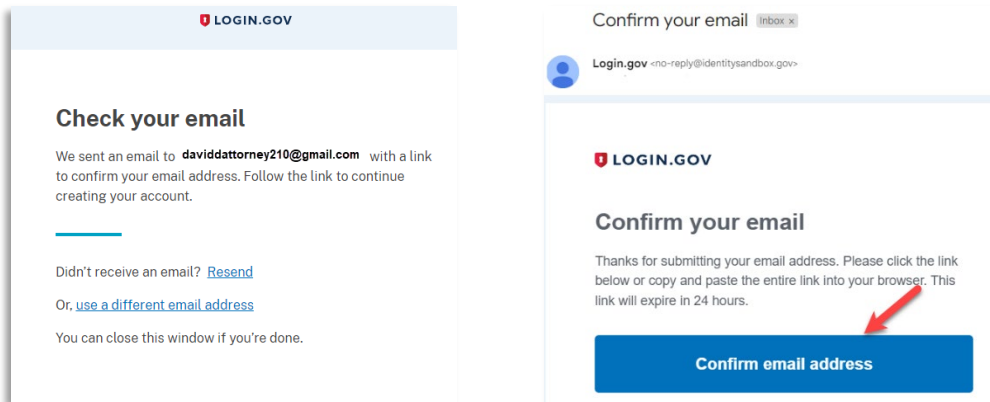 LOGIN.GOV
Check your email
We sent an email to daviddattorney210@gmail.com with a link
to confirm your email address. Follow the link to continue
creating your account.
Didn't receive an email? Resend
Or, use a different email address
You can close this window if you're done.
Confirm your email Inbox x
Login.gov <no-reply@identitysandbox.gov>
LOGIN.GOV
Confirm your email
Thanks for submitting your email address. Please click the link
below or copy and paste the entire link into your browser. This
link will expire in 24 hours.
Confirm email address